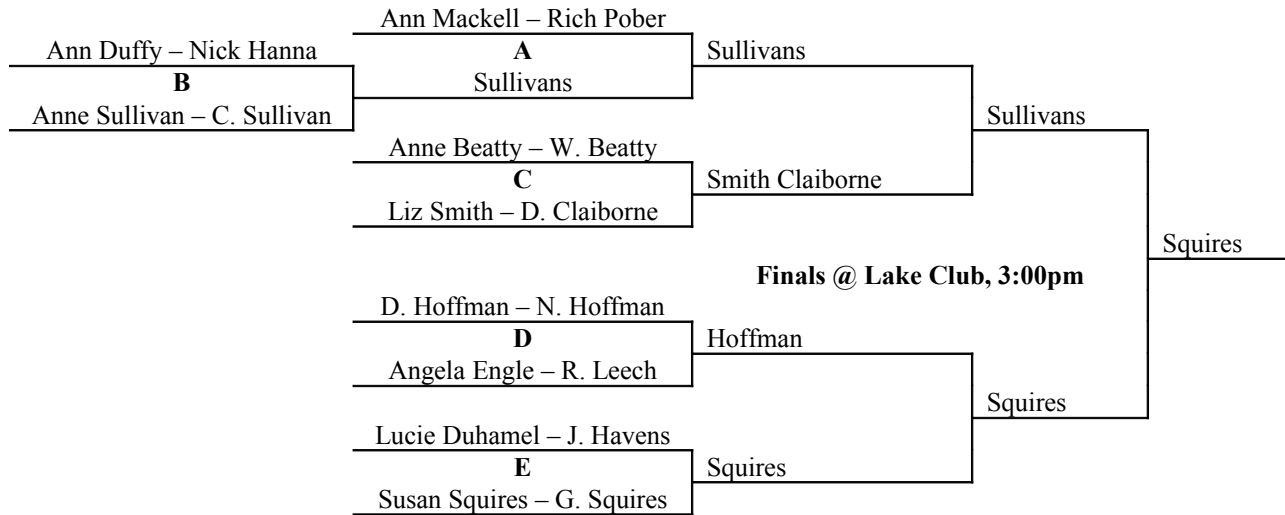 Ann Mackell – Rich Pober
Ann Duffy – Nick Hanna
A
Sullivans
B
Sullivans
Anne Sullivan – C. Sullivan
Sullivans
Anne Beatty – W. Beatty
C
Smith Claiborne
Liz Smith – D. Claiborne
Squires
Finals @ Lake Club, 3:00pm
D. Hoffman – N. Hoffman
D
Hoffman
Angela Engle – R. Leech
Squires
Lucie Duhamel – J. Havens
E
Squires
Susan Squires – G. Squires